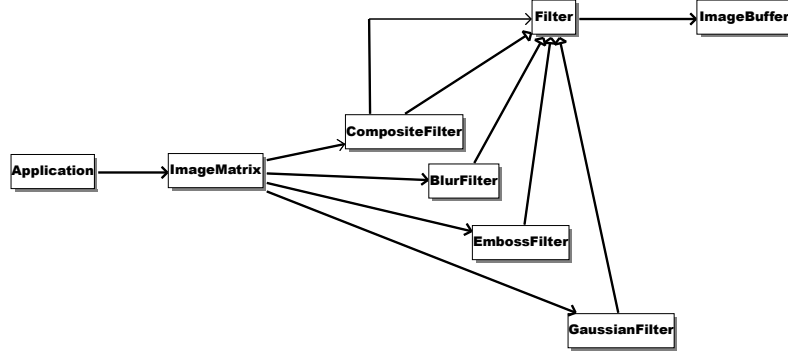 Filter
ImageBuffer
CompositeFilter
Application
ImageMatrix
BlurFilter
EmbossFilter
GaussianFilter